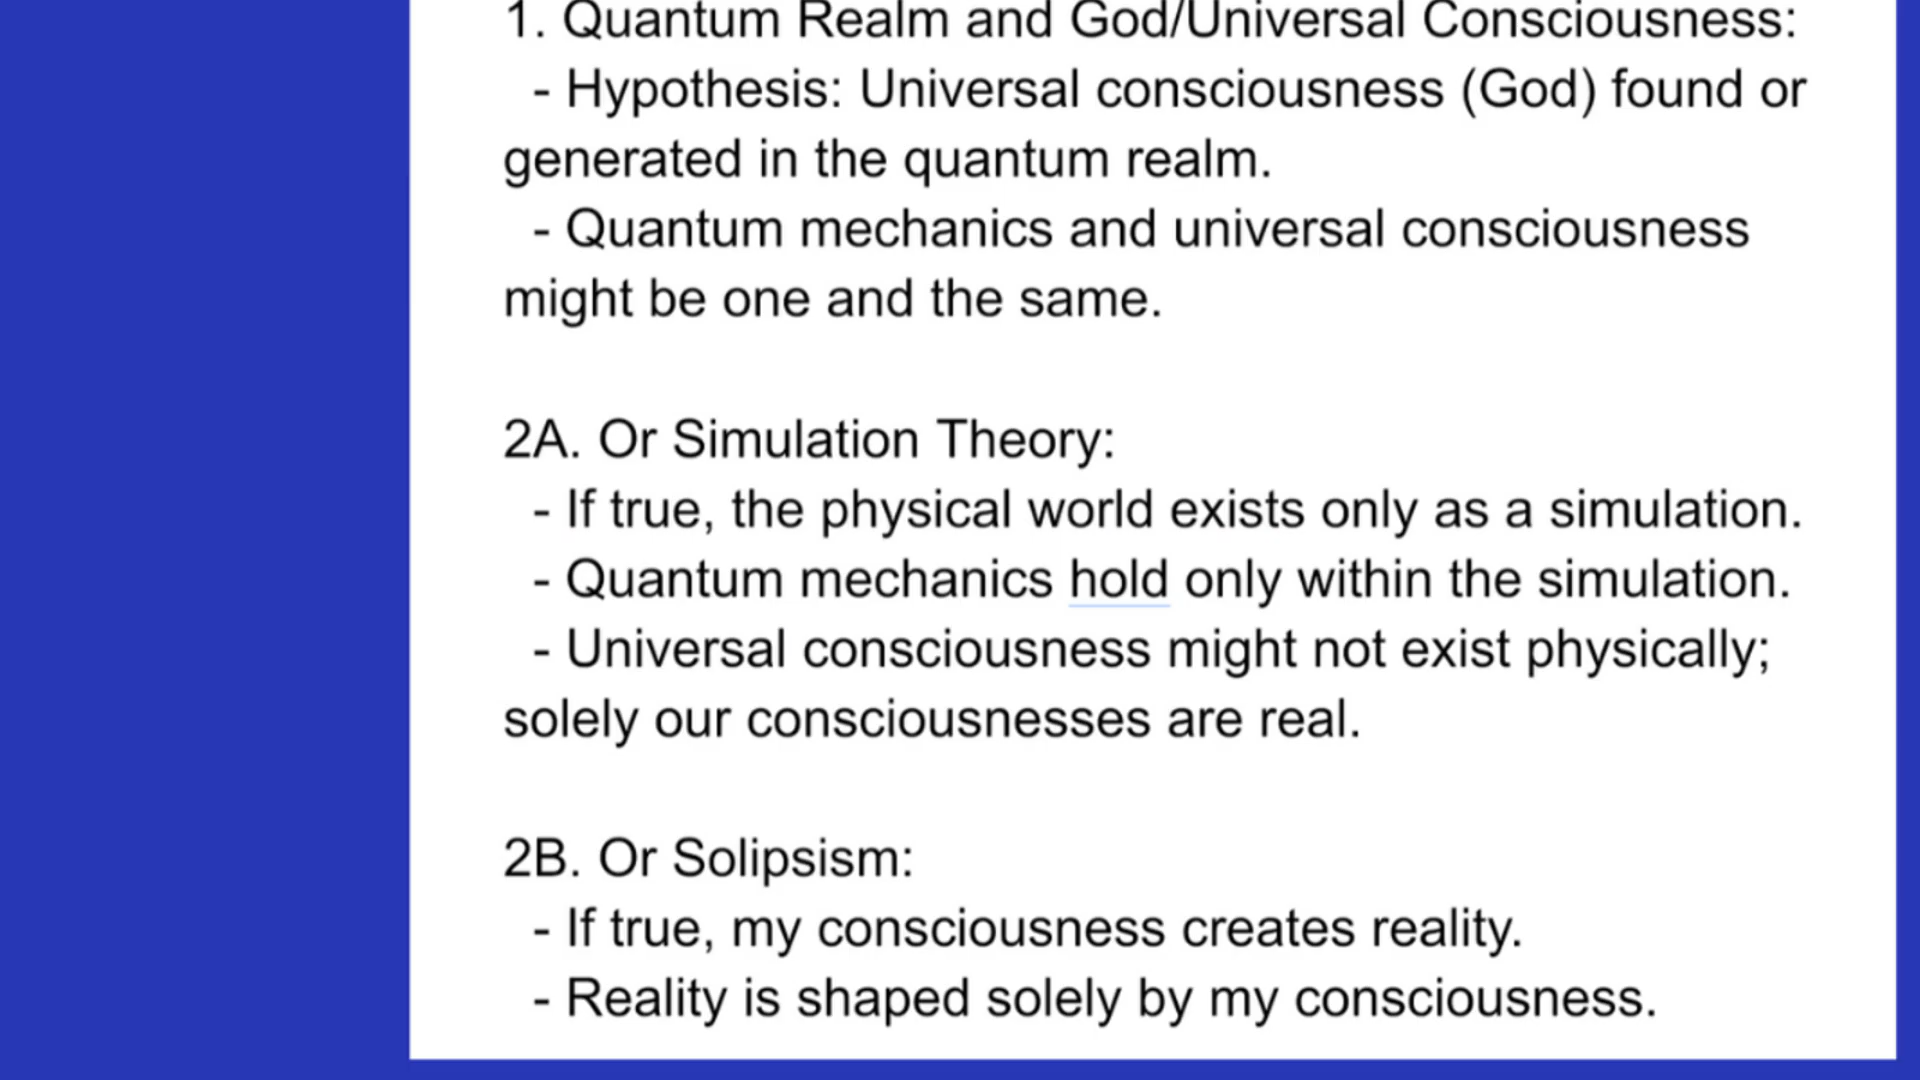 1. Quantum Realm and God/Universal Consciousness:
- Hypothesis: Universal consciousness (God) found or
generated in the quantum realm.
- Quantum mechanics and universal consciousness
might be one and the same.
2A. Or Simulation Theory:
- If true, the physical world exists only as a simulation.
- Quantum mechanics hold only within the simulation.
- Universal consciousness might not exist physically;
solely our consciousnesses are real.
2B. Or Solipsism:
- If true, my consciousness creates reality.
- Reality is shaped solely by my consciousness.